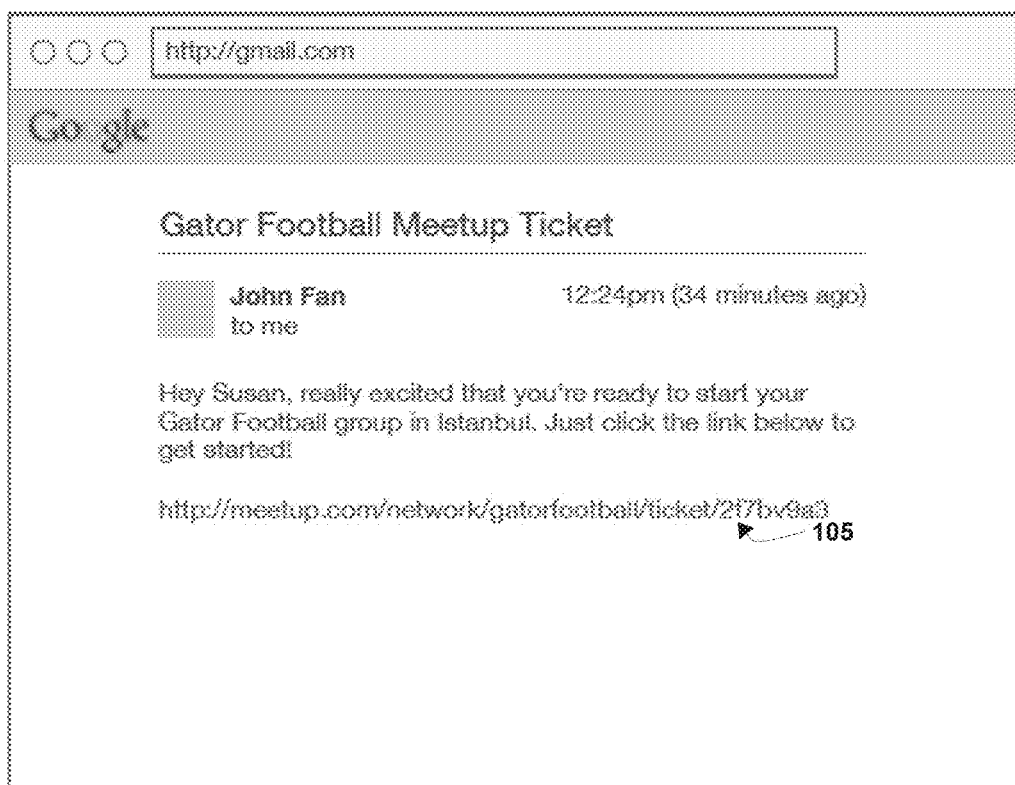 http://gmail.com
Google
Gator Football Meetup Ticket
John Fan
12:24pm (34 minutes ago)
to me
Hey Susan, really excited that you're ready to start your
Gator Football group in Istanbul. Just click the link below to
get started!
http://meetup.com/network/gatorfootball/ticket/2f7bv9a3
105